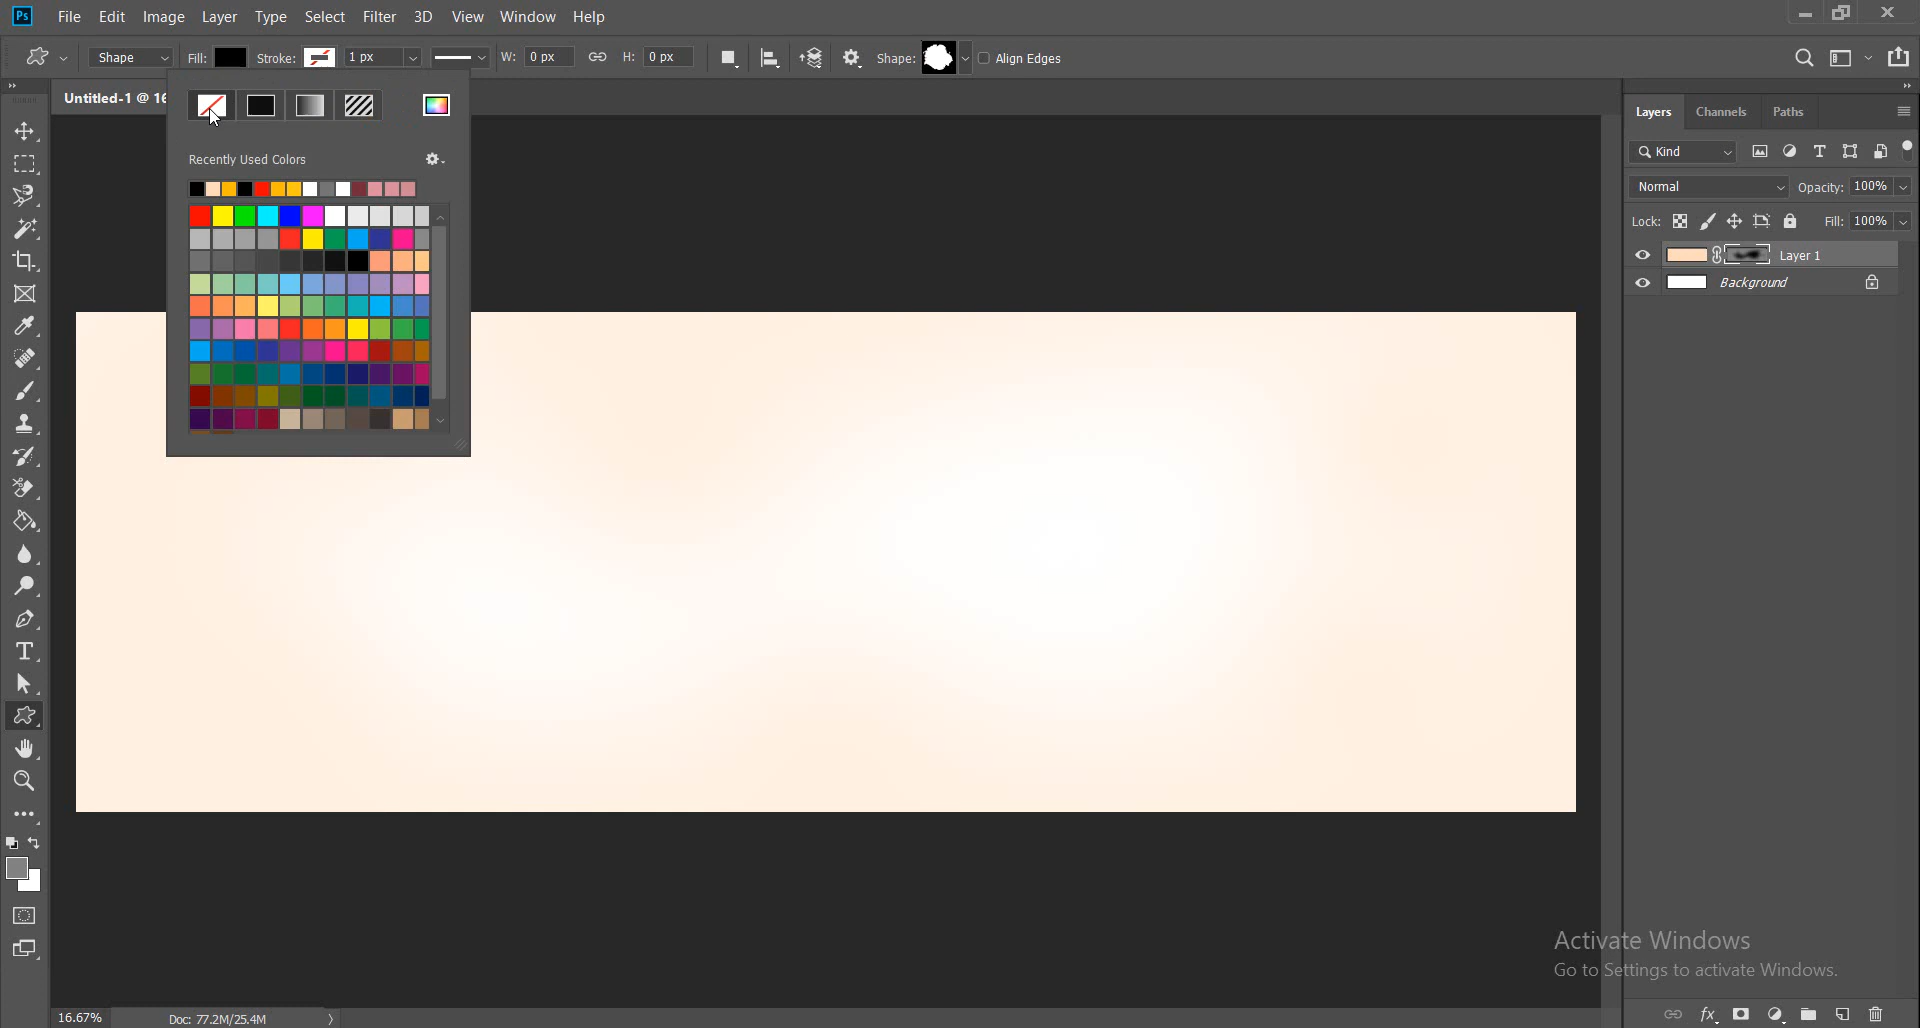 Ps File Edit Image Layer Type Select Filter 3D View Window Help
Shape Fill: Stroke: 1 px W: 0 px H: 0 px Shape: Align Edges
Untitled-1 @ 16
Layers Channels Paths
Recently Used Colors
Kind
Normal Opacity: 100%
Lock: Fill: 100%
Layer 1
Background
Activate Windows
Go to Settings to activate Windows.
16.67% Doc: 77.2M/25.4M
fx